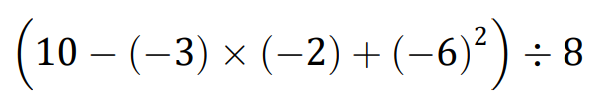 (10 − (−3) × (−2) + (−6)²) ÷ 8